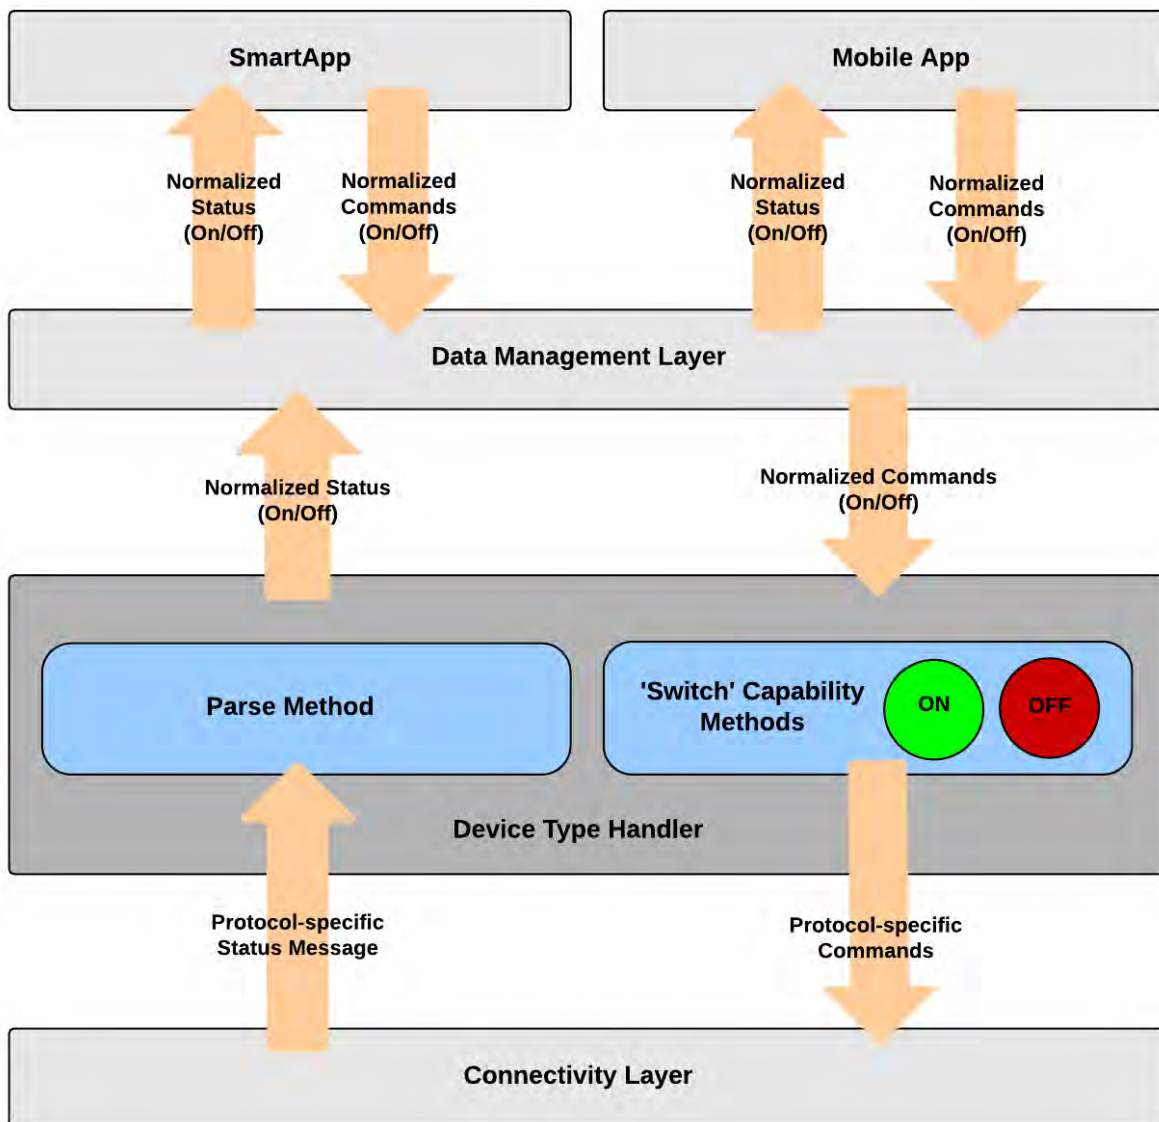 SmartApp
Mobile App
Normalized
Status
(On/Off)
Normalized
Commands
(On/Off)
Normalized
Status
(On/Off)
Normalized
Commands
(On/Off)
Data Management Layer
Normalized Status
(On/Off)
Normalized Commands
(On/Off)
Parse Method
'Switch' Capability
Methods
ON
OFF
Device Type Handler
Protocol-specific
Status Message
Protocol-specific
Commands
Connectivity Layer